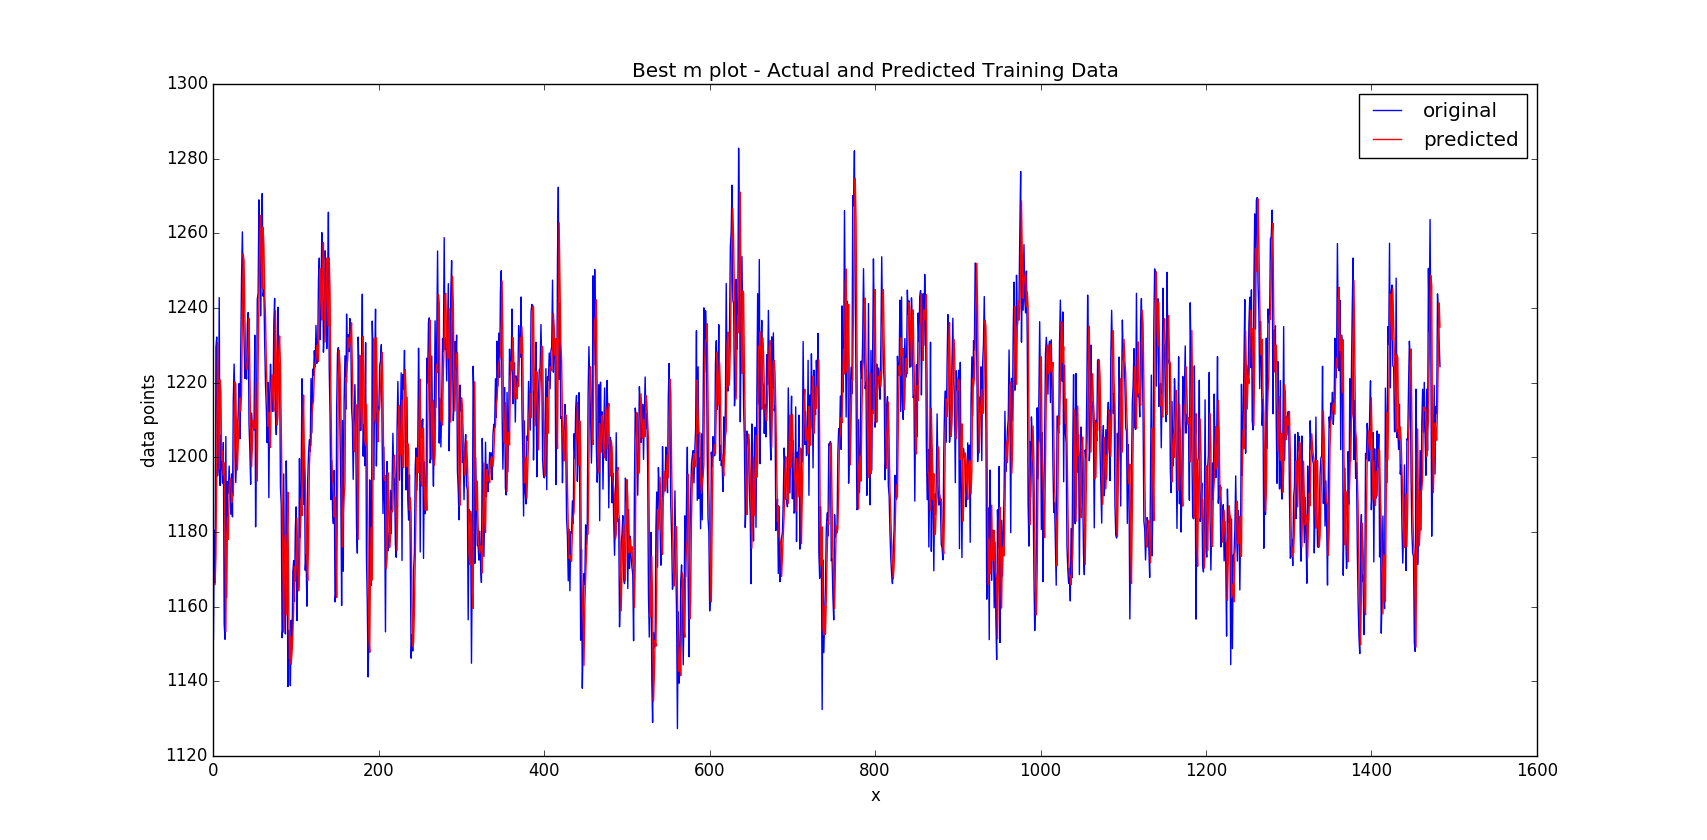 Best m plot - Actual and Predicted Training Data
1300
1280
1260
1240
1220
1200
1180
1160
1140
1120
data points
original
predicted
0 200 400 600 800 1000 1200 1400 1600
x